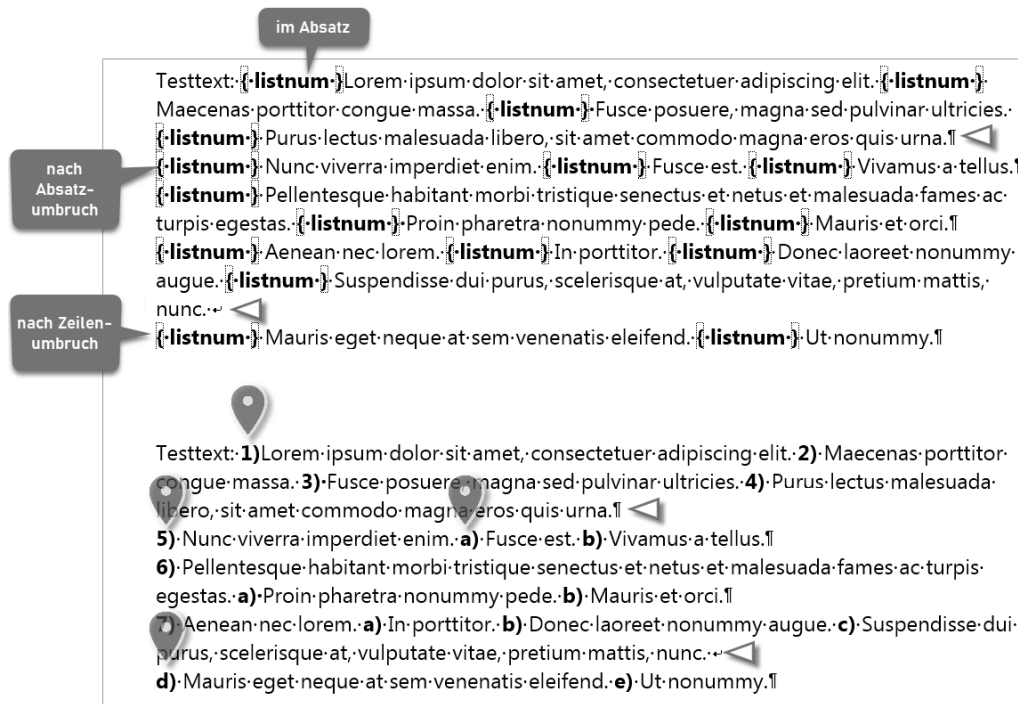 im Absatz
Testtext:·{·listnum·}Lorem·ipsum·dolor·sit·amet,·consectetuer·adipiscing·elit.·{·listnum·}·
Maecenas·porttitor·congue·massa.·{·listnum·}·Fusce·posuere,·magna·sed·pulvinar·ultricies.·
{·listnum·}·Purus·lectus·malesuada·libero,·sit·amet·commodo·magna·eros·quis·urna.¶
nach
Absatz-
umbruch
{·listnum·}·Nunc·viverra·imperdiet·enim.·{·listnum·}·Fusce·est.·{·listnum·}·Vivamus·a·tellus.¶
{·listnum·}·Pellentesque·habitant·morbi·tristique·senectus·et·netus·et·malesuada·fames·ac·
turpis·egestas.·{·listnum·}·Proin·pharetra·nonummy·pede.·{·listnum·}·Mauris·et·orci.¶
{·listnum·}·Aenean·nec·lorem.·{·listnum·}·In·porttitor.·{·listnum·}·Donec·laoreet·nonummy·
augue.·{·listnum·}·Suspendisse·dui·purus,·scelerisque·at,·vulputate·vitae,·pretium·mattis,·
nunc.·↵
nach Zeilen-
umbruch
{·listnum·}·Mauris·eget·neque·at·sem·venenatis·eleifend.·{·listnum·}·Ut·nonummy.¶
Testtext:·1)Lorem·ipsum·dolor·sit·amet,·consectetuer·adipiscing·elit.·2)·Maecenas·porttitor·
congue·massa.·3)·Fusce·posuere,·magna·sed·pulvinar·ultricies.·4)·Purus·lectus·malesuada·
libero,·sit·amet·commodo·magna·eros·quis·urna.¶
5)·Nunc·viverra·imperdiet·enim.·a)·Fusce·est.·b)·Vivamus·a·tellus.¶
6)·Pellentesque·habitant·morbi·tristique·senectus·et·netus·et·malesuada·fames·ac·turpis·
egestas.·a)·Proin·pharetra·nonummy·pede.·b)·Mauris·et·orci.¶
7)·Aenean·nec·lorem.·a)·In·porttitor.·b)·Donec·laoreet·nonummy·augue.·c)·Suspendisse·dui·
purus,·scelerisque·at,·vulputate·vitae,·pretium·mattis,·nunc.·↵
d)·Mauris·eget·neque·at·sem·venenatis·eleifend.·e)·Ut·nonummy.¶